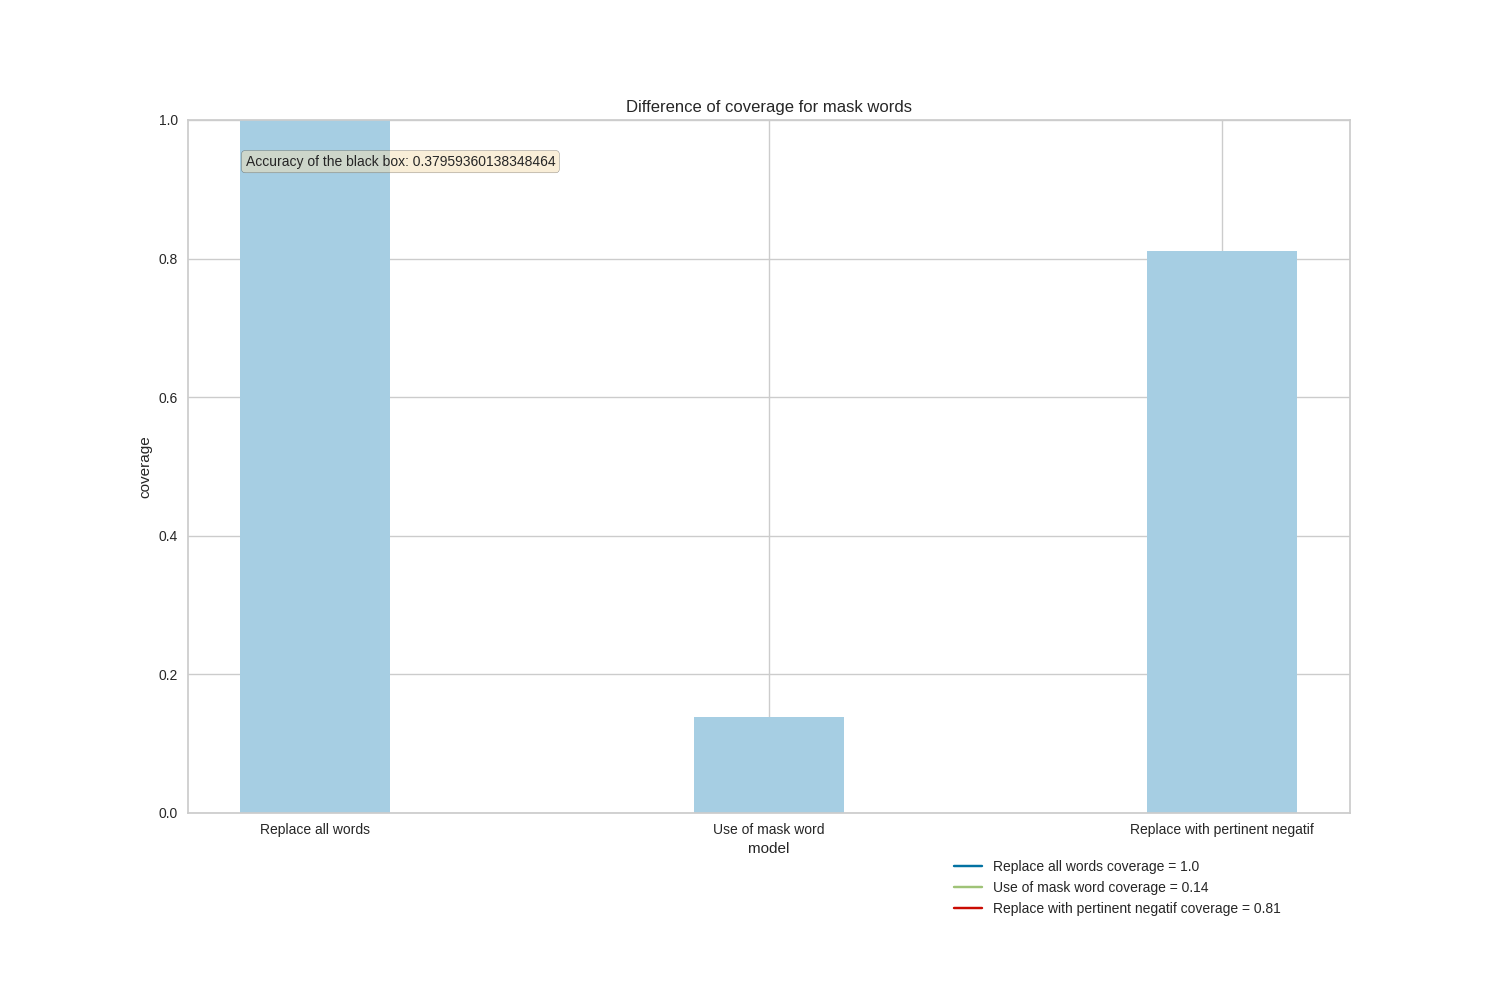 Difference of coverage for mask words
1.0
Accuracy of the black box: 0.37959360138348464
0.8
0.6
coverage
0.4
0.2
0.0
Replace all words
Use of mask word
Replace with pertinent negatif
model
Replace all words coverage = 1.0
Use of mask word coverage = 0.14
Replace with pertinent negatif coverage = 0.81